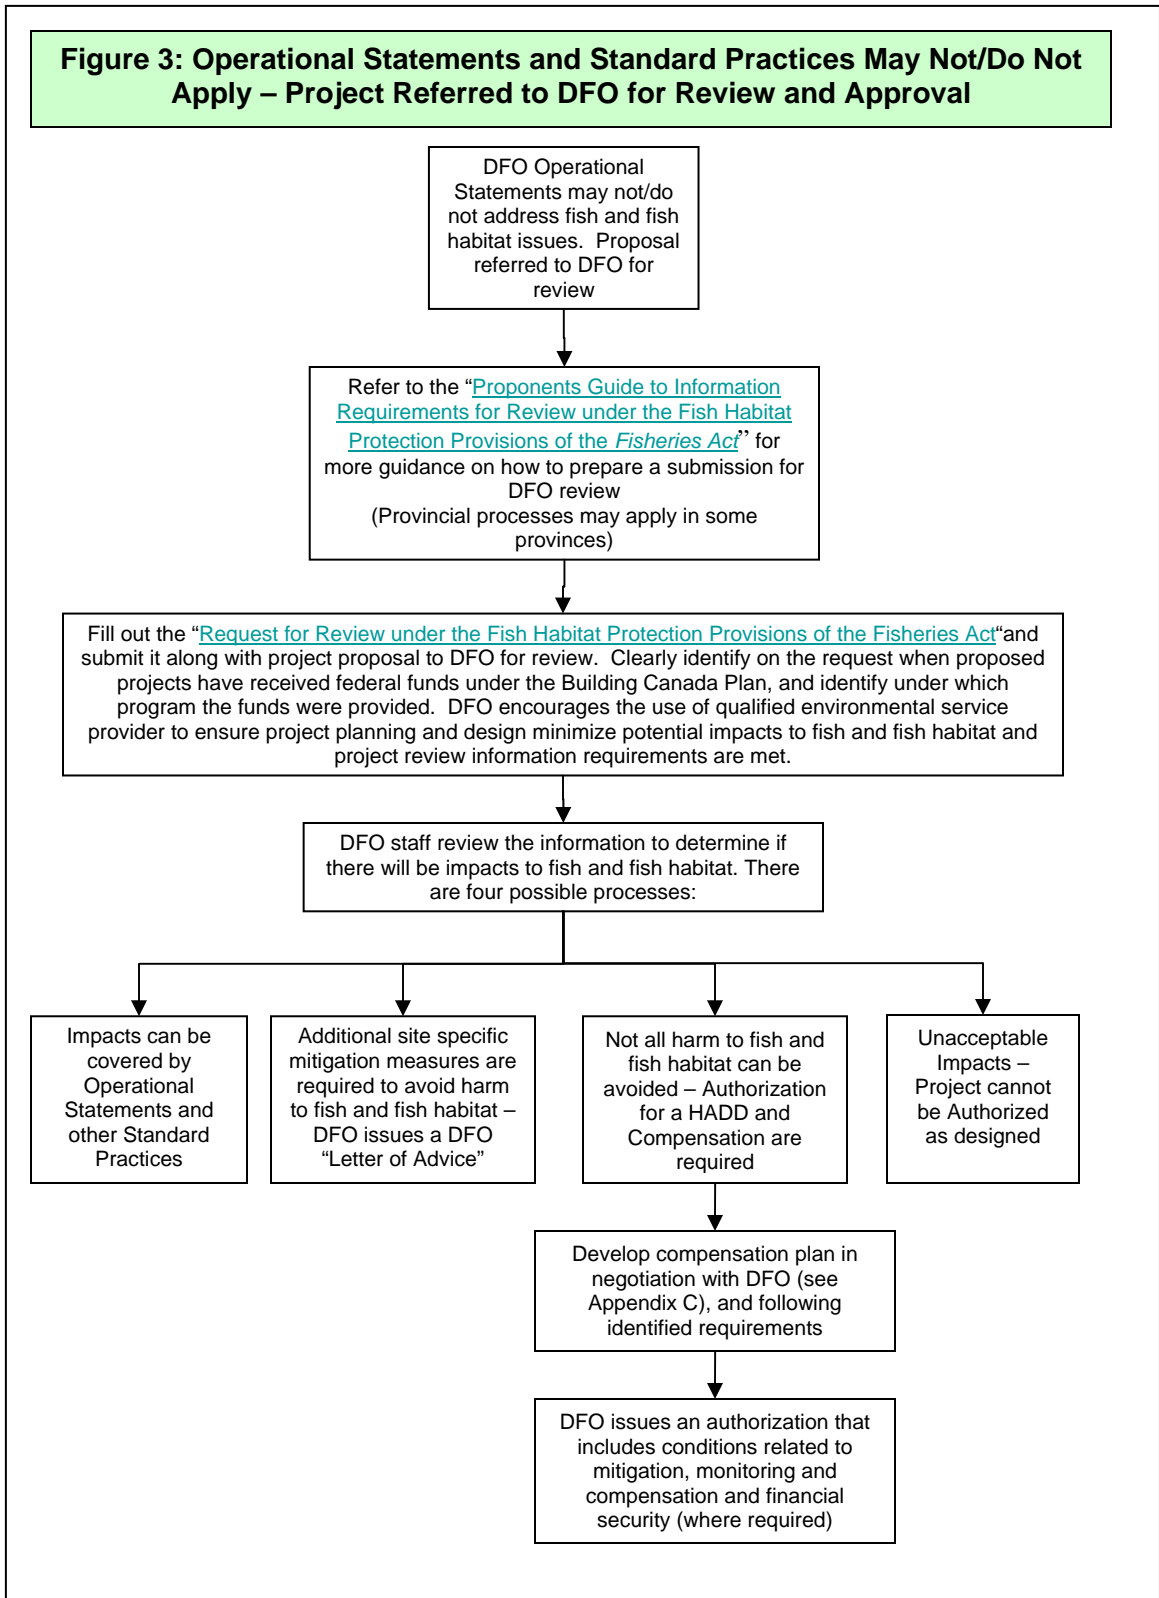 Figure 3: Operational Statements and Standard Practices May Not/Do Not
Apply – Project Referred to DFO for Review and Approval
DFO Operational
Statements may not/do
not address fish and fish
habitat issues.  Proposal
referred to DFO for
review
Refer to the “Proponents Guide to Information
Requirements for Review under the Fish Habitat
Protection Provisions of the Fisheries Act” for
more guidance on how to prepare a submission for
DFO review
(Provincial processes may apply in some
provinces)
Fill out the “Request for Review under the Fish Habitat Protection Provisions of the Fisheries Act“and
submit it along with project proposal to DFO for review.  Clearly identify on the request when proposed
projects have received federal funds under the Building Canada Plan, and identify under which
program the funds were provided.  DFO encourages the use of qualified environmental service
provider to ensure project planning and design minimize potential impacts to fish and fish habitat and
project review information requirements are met.
DFO staff review the information to determine if
there will be impacts to fish and fish habitat. There
are four possible processes:
Impacts can be
covered by
Operational
Statements and
other Standard
Practices
Additional site specific
mitigation measures are
required to avoid harm
to fish and fish habitat –
DFO issues a DFO
“Letter of Advice”
Not all harm to fish and
fish habitat can be
avoided – Authorization
for a HADD and
Compensation are
required
Unacceptable
Impacts –
Project cannot
be Authorized
as designed
Develop compensation plan in
negotiation with DFO (see
Appendix C), and following
identified requirements
DFO issues an authorization that
includes conditions related to
mitigation, monitoring and
compensation and financial
security (where required)